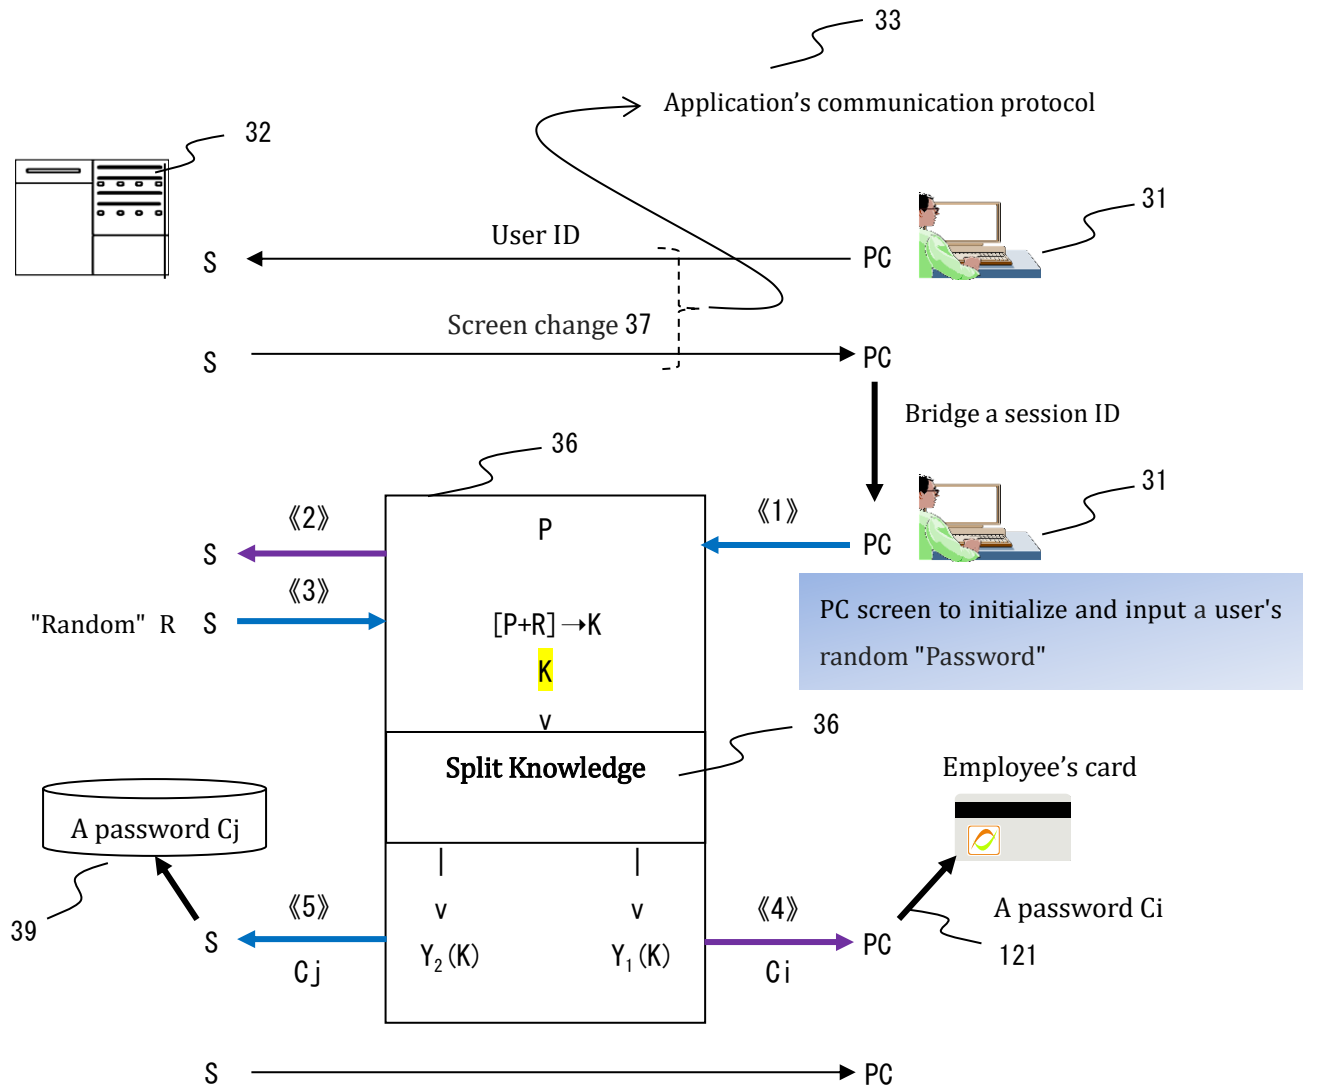 33
Application’s communication protocol
32
31
User ID
S
PC
Screen change 37
S
PC
Bridge a session ID
36
31
《2》
P
《1》
S
PC
《3》
"Random" R S
[P+R]→K
PC screen to initialize and input a user's
random "Password"
K
v
36
Split Knowledge
Employee’s card
A password Cj
|
|
《5》
v
v
《4》
A password Ci
39
S
Y2(K)
Y1(K)
PC
121
Cj
Ci
S
PC